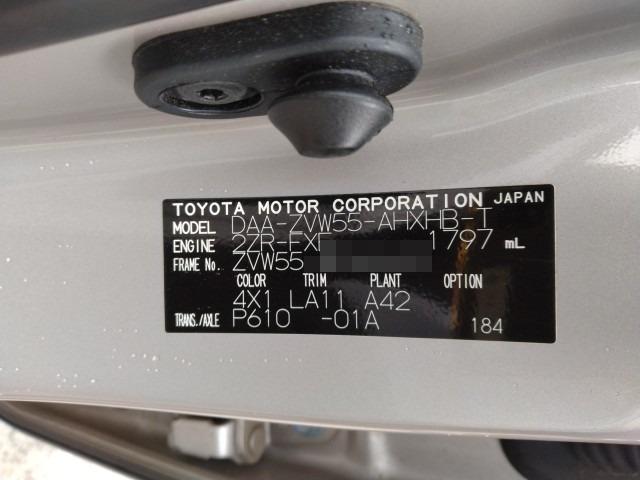 TOYOTA MOTOR CORPORATION JAPAN
MODEL DAA-ZVW55-AHXHB-T
ENGINE 2ZR-FXE 1797 mL
FRAME No. ZVW55
COLOR TRIM PLANT OPTION
4X1 LA11 A42
TRANS./AXLE P610 -01A 184